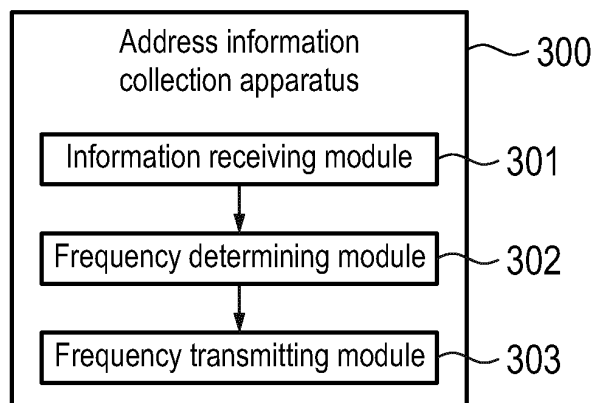 Address information
collection apparatus
300
Information receiving module
301
Frequency determining module
302
Frequency transmitting module
303